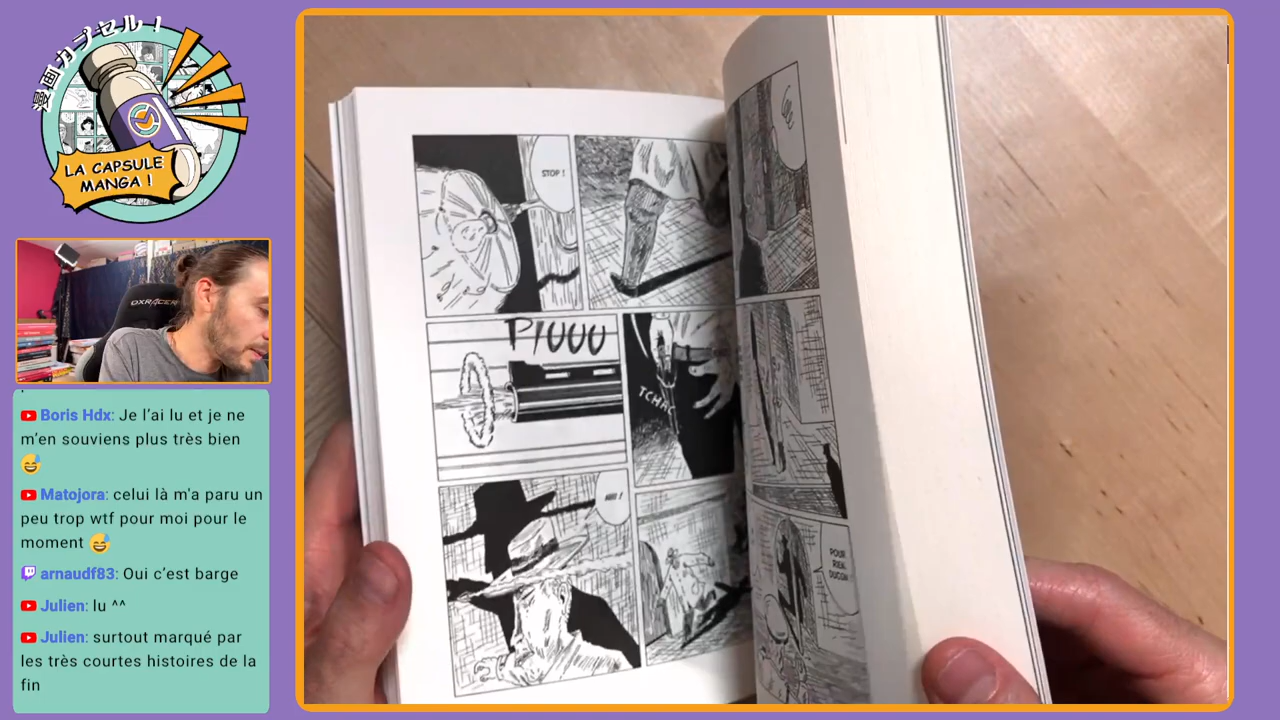 漫画カプセル！
LA CAPSULE
MANGA !
DXRACER
Boris Hdx: Je l'ai lu et je ne
m'en souviens plus très bien
😅
Matojora: celui là m'a paru un
peu trop wtf pour moi pour le
moment 😅
arnaudf83: Oui c'est barge
Julien: lu ^^
Julien: surtout marqué par
les très courtes histoires de la
fin
STOP !
PIUUU
TCHAC
POUR
RIEN,
DUCON